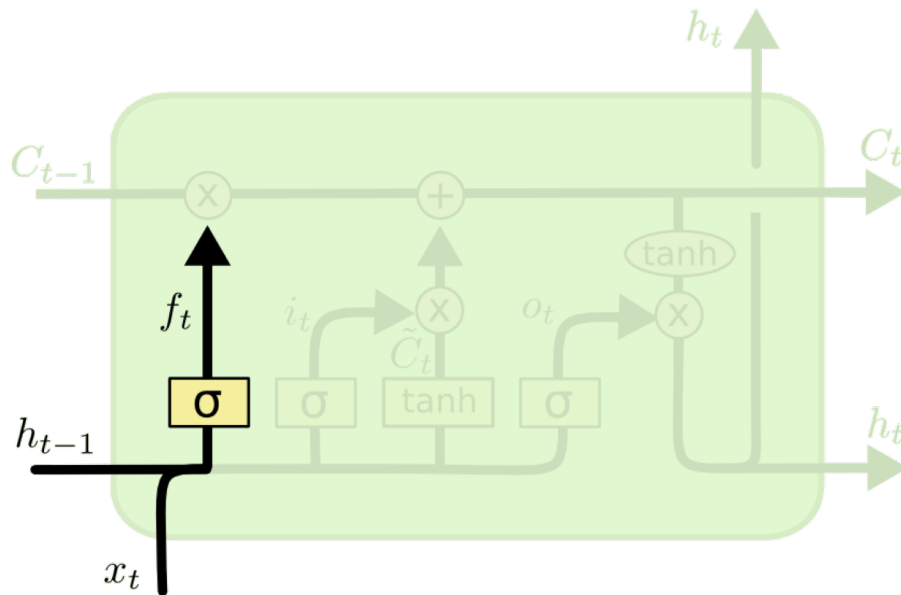 h_t
C_{t-1}
C_t
x
+
tanh
f_t
i_t
x
o_t
x
C̃_t
σ
σ
tanh
σ
h_{t-1}
h_t
x_t